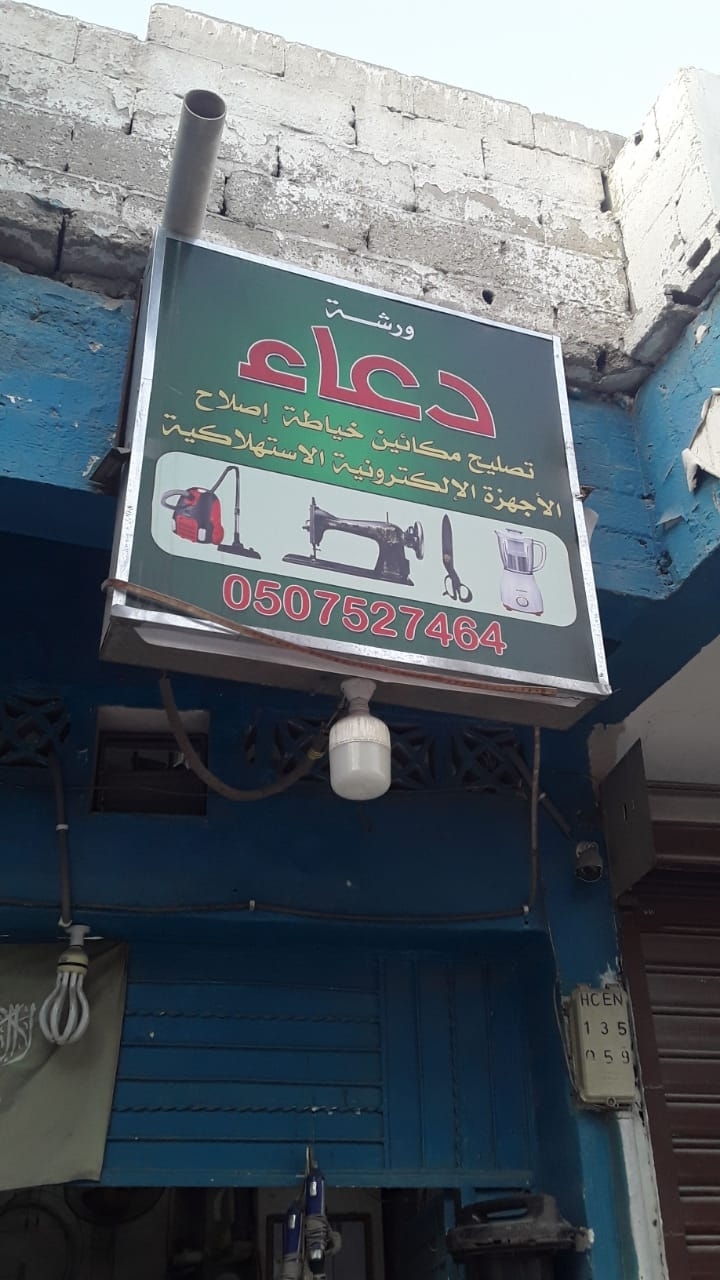 ورشة
دعاء
تصليح مكائين خياطة إصلاح
الأجهزة الإلكترونية الاستهلاكية
0507527464
HCEN
135
059